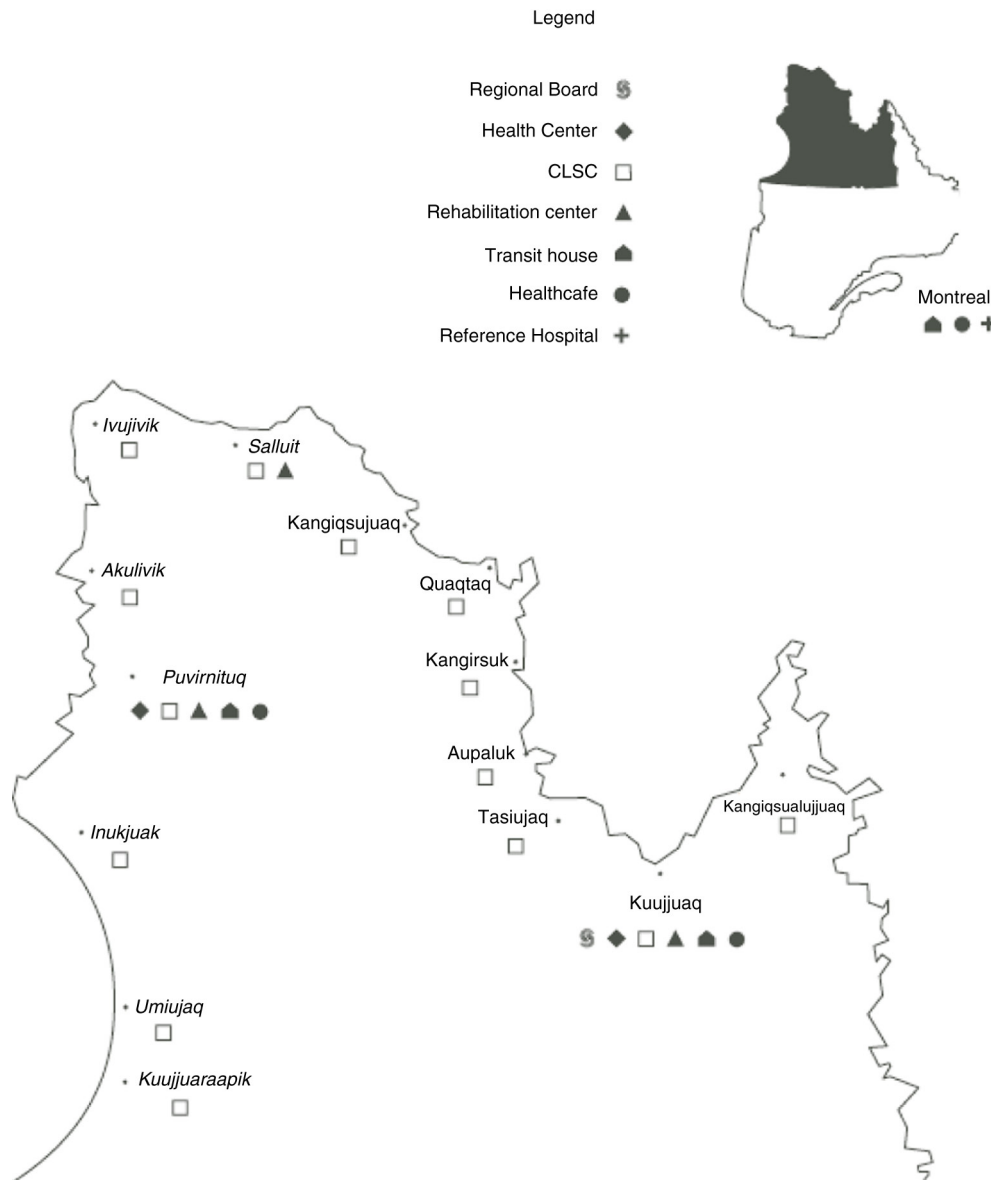 Legend
Regional Board
Health Center
CLSC
Rehabilitation center
Transit house
Healthcafe
Reference Hospital
Montreal
Ivujivik
Salluit
Kangiqsujuaq
Akulivik
Quaqtaq
Kangirsuk
Puvirnituq
Aupaluk
Kangiqsualujjuaq
Tasiujaq
Inukjuak
Kuujjuaq
Umiujaq
Kuujjuaraapik